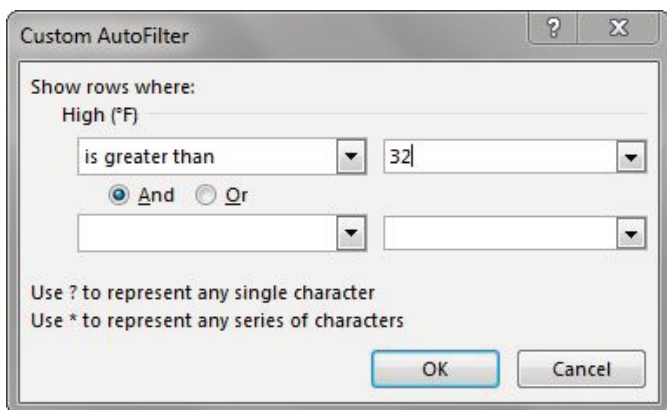 Custom AutoFilter
?
Show rows where:
High (°F)
is greater than 32
And Or
Use ? to represent any single character
Use * to represent any series of characters
OK Cancel